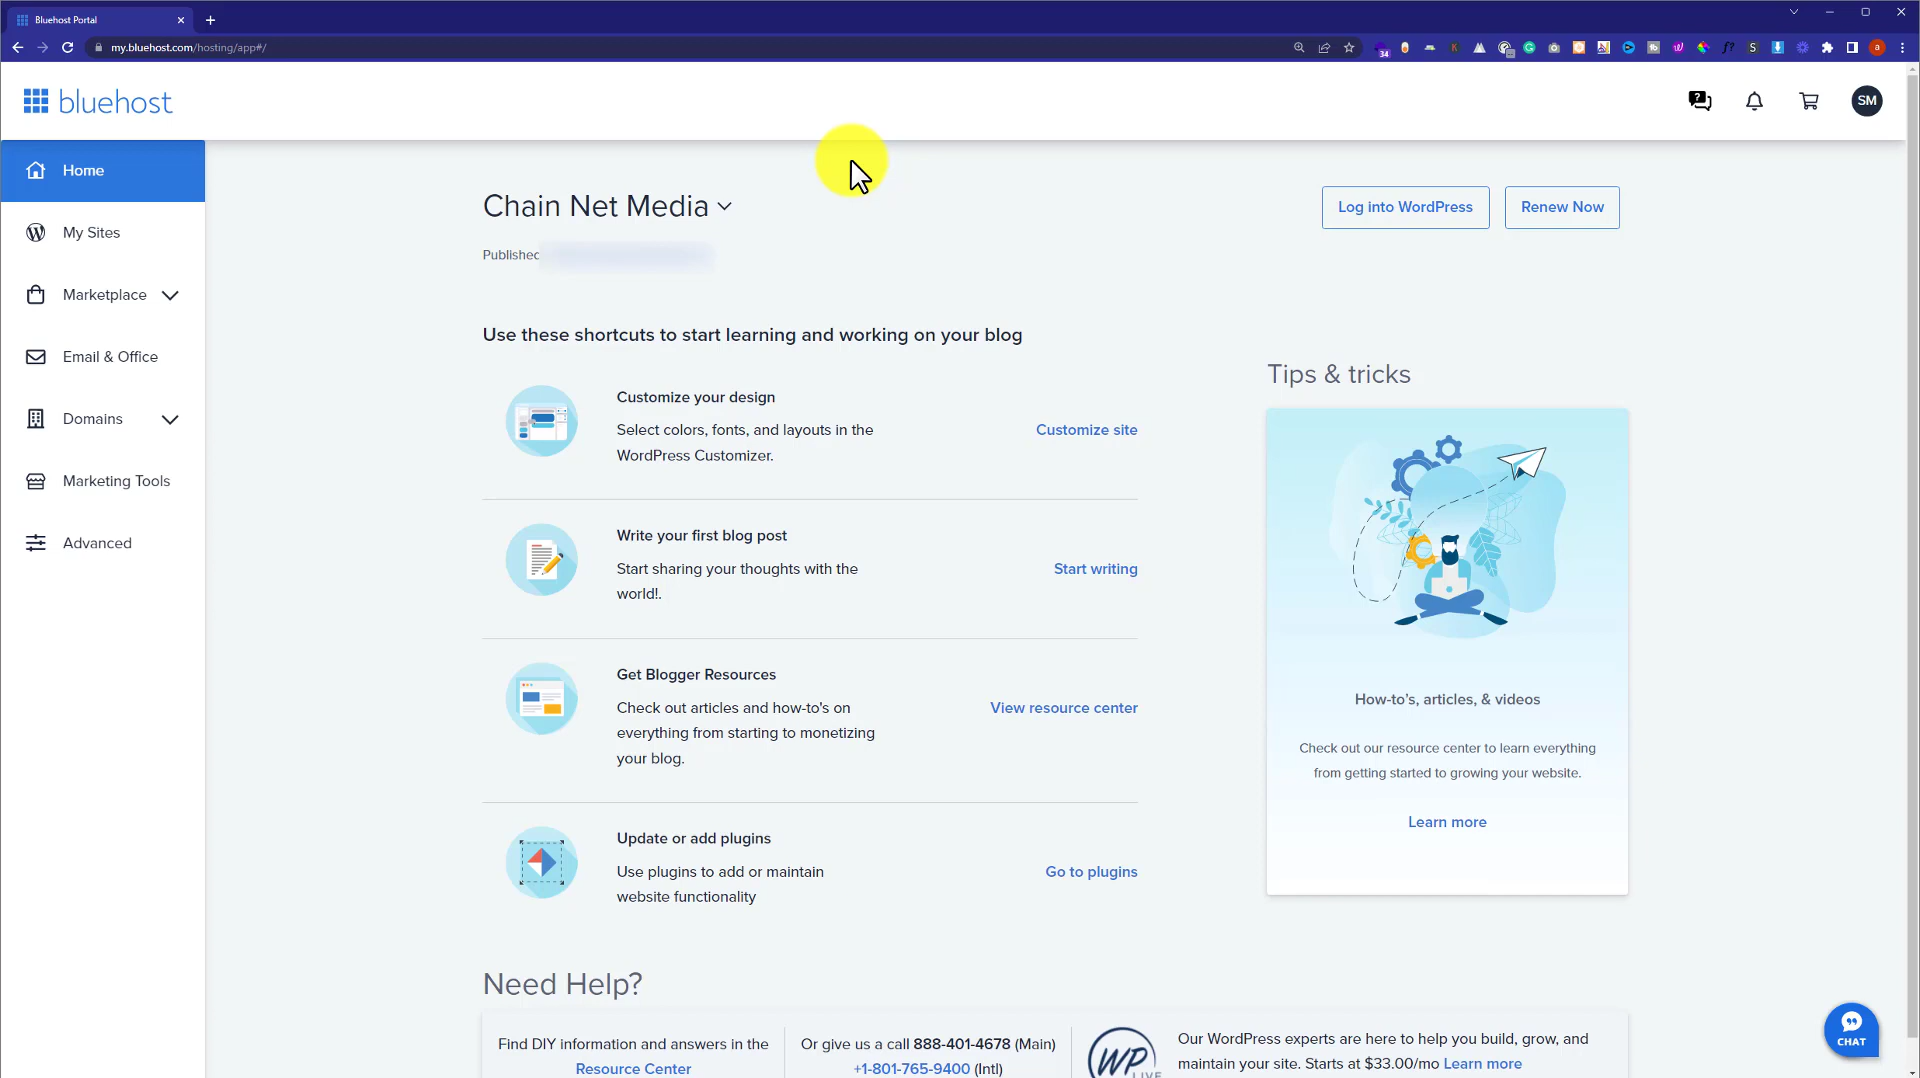 Bluehost Portal
my.bluehost.com/hosting/app#/
34
bluehost
SM
Home
My Sites
Marketplace
Email & Office
Domains
Marketing Tools
Advanced
Chain Net Media
Log into WordPress
Renew Now
Published
Use these shortcuts to start learning and working on your blog
Customize your design
Select colors, fonts, and layouts in the
WordPress Customizer.
Customize site
Write your first blog post
Start sharing your thoughts with the
world!.
Start writing
Get Blogger Resources
Check out articles and how-to's on
everything from starting to monetizing
your blog.
View resource center
Update or add plugins
Use plugins to add or maintain
website functionality
Go to plugins
Tips & tricks
How-to's, articles, & videos
Check out our resource center to learn everything
from getting started to growing your website.
Learn more
Need Help?
Find DIY information and answers in the
Resource Center
Or give us a call 888-401-4678 (Main)
+1-801-765-9400 (Intl)
WP
LIVE
Our WordPress experts are here to help you build, grow, and
maintain your site. Starts at $33.00/mo Learn more
CHAT